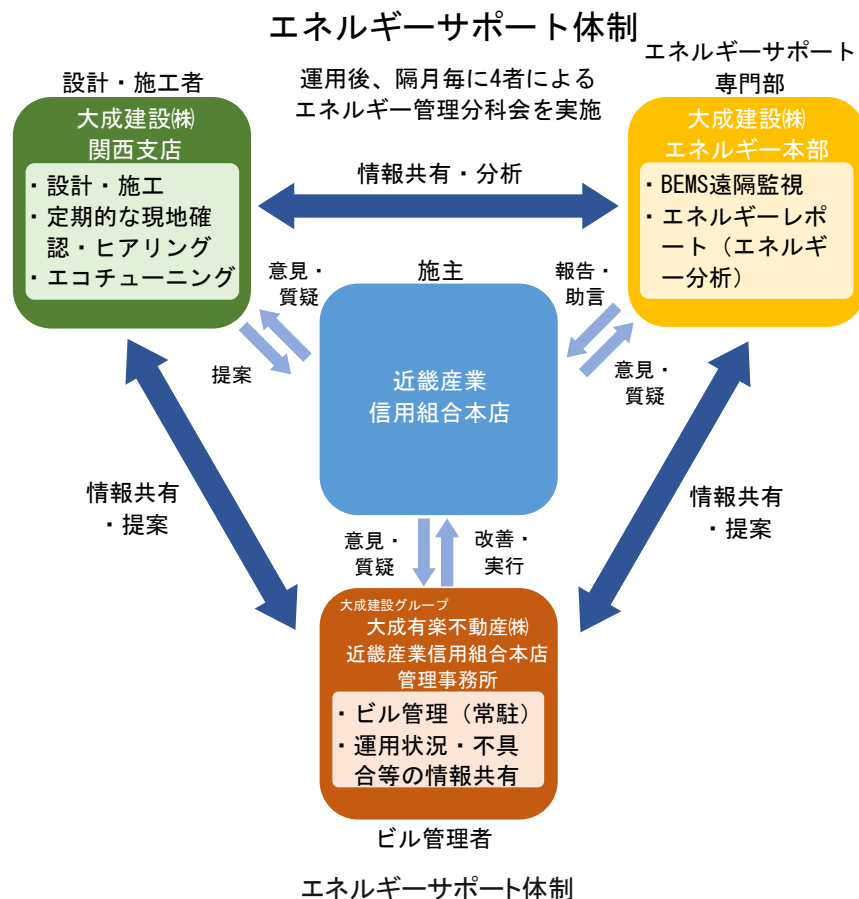 エネルギーサポート体制
運用後、隔月毎に4者による
エネルギー管理分科会を実施
設計・施工者
大成建設㈱
関西支店
・設計・施工
・定期的な現地確
認・ヒアリング
・エコチューニング
エネルギーサポート
専門部
大成建設㈱
エネルギー本部
・BEMS遠隔監視
・エネルギーレポ
ート（エネルギ
ー分析）
情報共有・分析
意見・
質疑
提案
施主
近畿産業
信用組合本店
報告・
助言
意見・
質疑
情報共有
・提案
情報共有
・提案
意見・
質疑
改善・
実行
大成建設グループ
大成有楽不動産㈱
近畿産業信用組合本店
管理事務所
・ビル管理（常駐）
・運用状況・不具
合等の情報共有
ビル管理者
エネルギーサポート体制